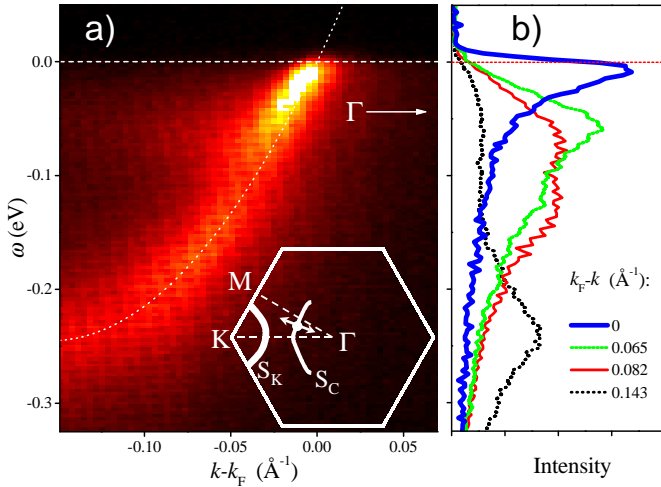 a)
b)
0.0
-0.1
-0.2
-0.3
ω (eV)
Γ
M
K
Γ
S_K
S_C
-0.10
-0.05
0.00
0.05
k-k_F (Å⁻¹)
k_F-k (Å⁻¹):
0
0.065
0.082
0.143
Intensity